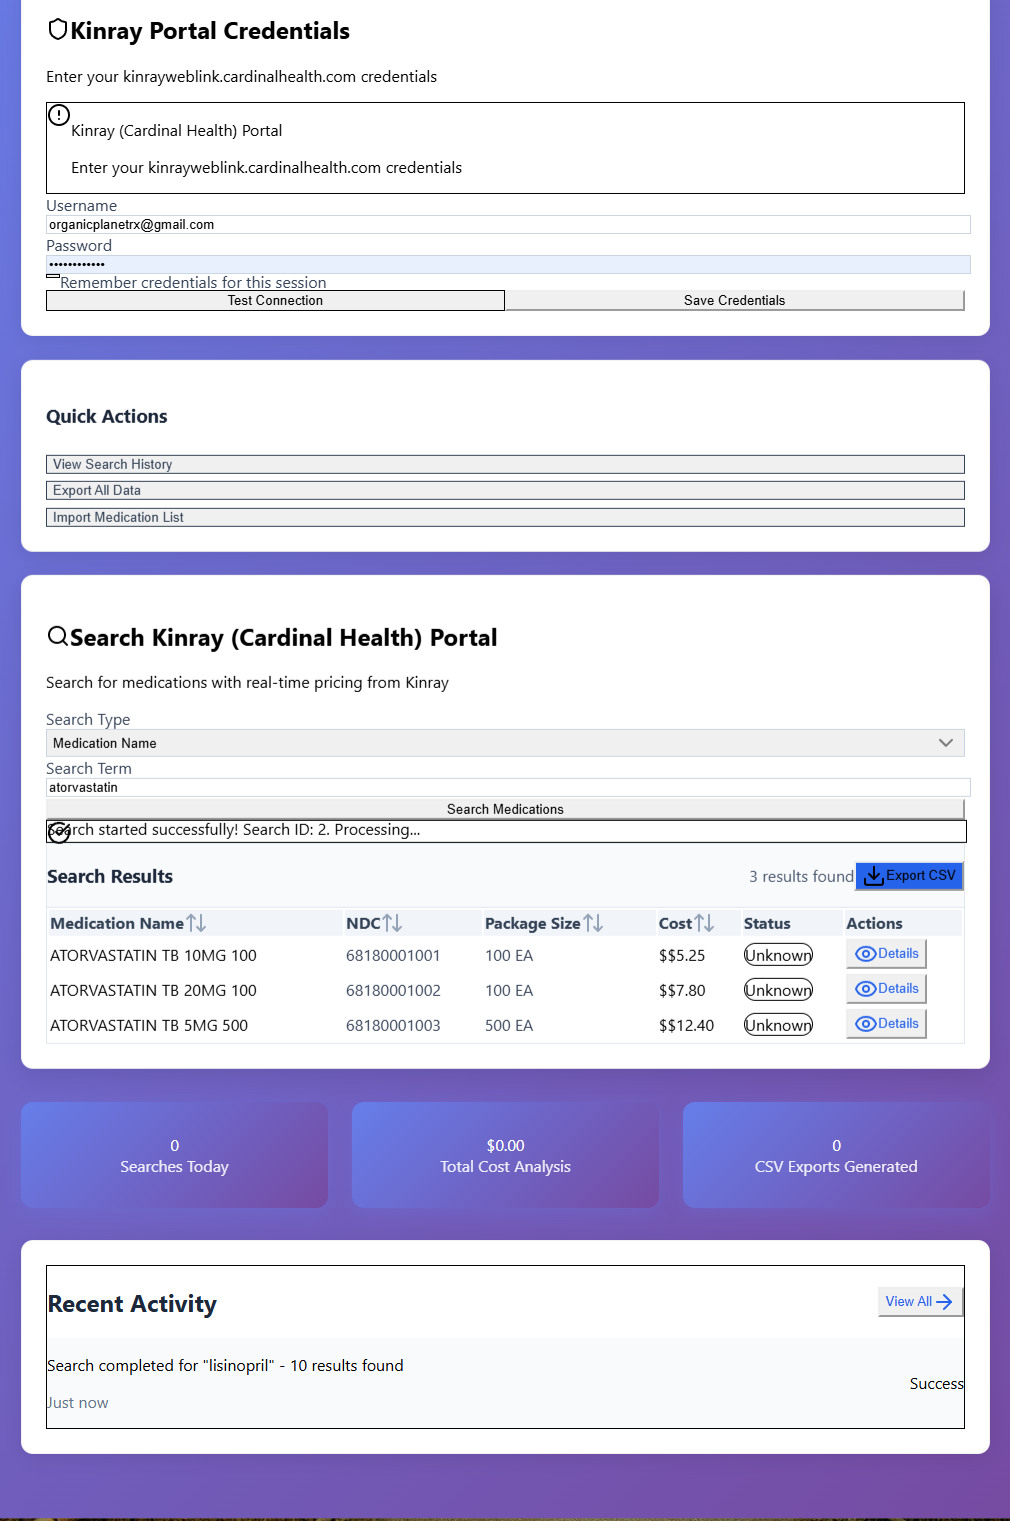 Kinray Portal Credentials
Enter your kinrayweblink.cardinalhealth.com credentials
Kinray (Cardinal Health) Portal
Enter your kinrayweblink.cardinalhealth.com credentials
Username
organicplanetrx@gmail.com
Password
••••••••••••
Remember credentials for this session
Test Connection Save Credentials
Quick Actions
View Search History
Export All Data
Import Medication List
Search Kinray (Cardinal Health) Portal
Search for medications with real-time pricing from Kinray
Search Type
Medication Name
Search Term
atorvastatin
Search Medications
Search started successfully! Search ID: 2. Processing...
Search Results 3 results found Export CSV
Medication Name NDC Package Size Cost Status Actions
ATORVASTATIN TB 10MG 100 68180001001 100 EA $$5.25 Unknown Details
ATORVASTATIN TB 20MG 100 68180001002 100 EA $$7.80 Unknown Details
ATORVASTATIN TB 5MG 500 68180001003 500 EA $$12.40 Unknown Details
0 $0.00 0
Searches Today Total Cost Analysis CSV Exports Generated
Recent Activity View All
Search completed for "lisinopril" - 10 results found
Success
Just now